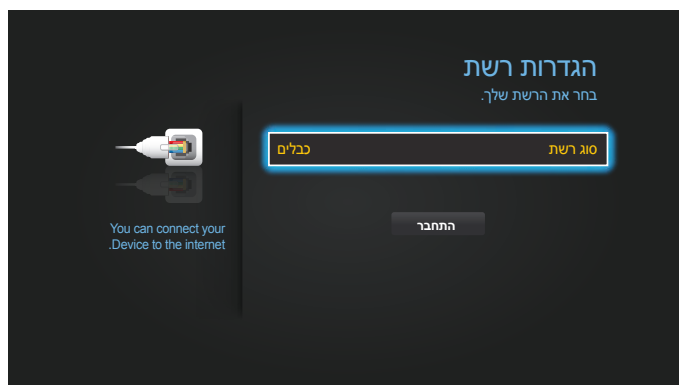 הגדרות רשת
בחר את הרשת שלך.
סוג רשת
כבלים
התחבר
You can connect your
.Device to the internet